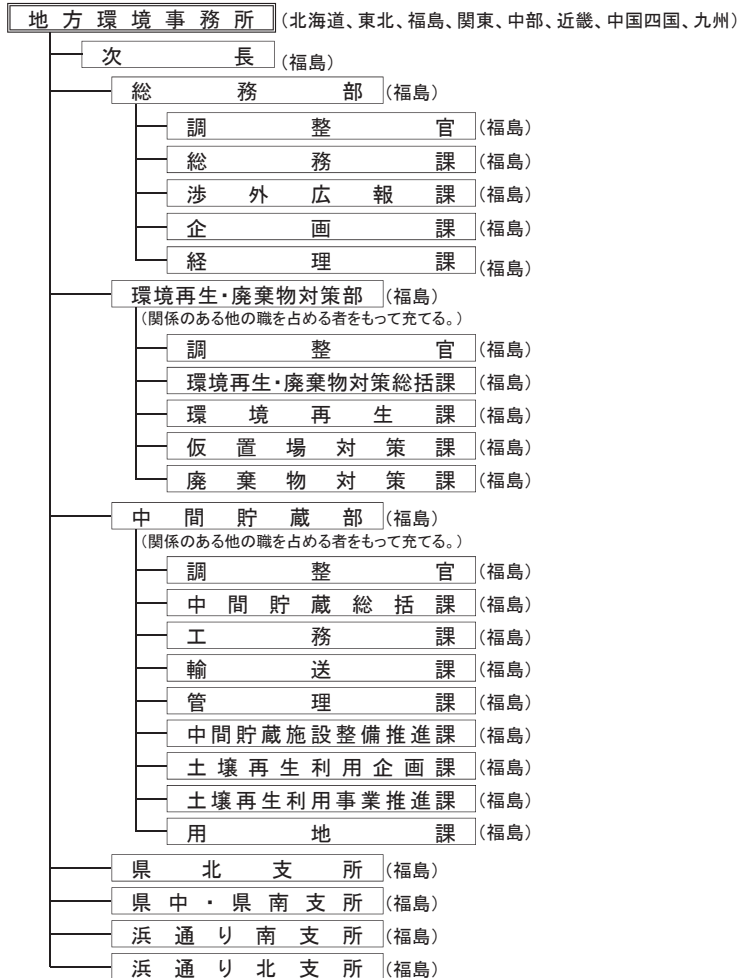 地方環境事務所 (北海道、東北、福島、関東、中部、近畿、中国四国、九州)
次長 (福島)
総務部 (福島)
調整官 (福島)
総務課 (福島)
渉外広報課 (福島)
企画課 (福島)
経理課 (福島)
環境再生・廃棄物対策部 (福島)
(関係のある他の職を占める者をもって充てる。)
調整官 (福島)
環境再生・廃棄物対策総括課 (福島)
環境再生課 (福島)
仮置場対策課 (福島)
廃棄物対策課 (福島)
中間貯蔵部 (福島)
(関係のある他の職を占める者をもって充てる。)
調整官 (福島)
中間貯蔵総括課 (福島)
工務課 (福島)
輸送課 (福島)
管理課 (福島)
中間貯蔵施設整備推進課 (福島)
土壌再生利用企画課 (福島)
土壌再生利用事業推進課 (福島)
用地課 (福島)
県北支所 (福島)
県中・県南支所 (福島)
浜通り南支所 (福島)
浜通り北支所 (福島)